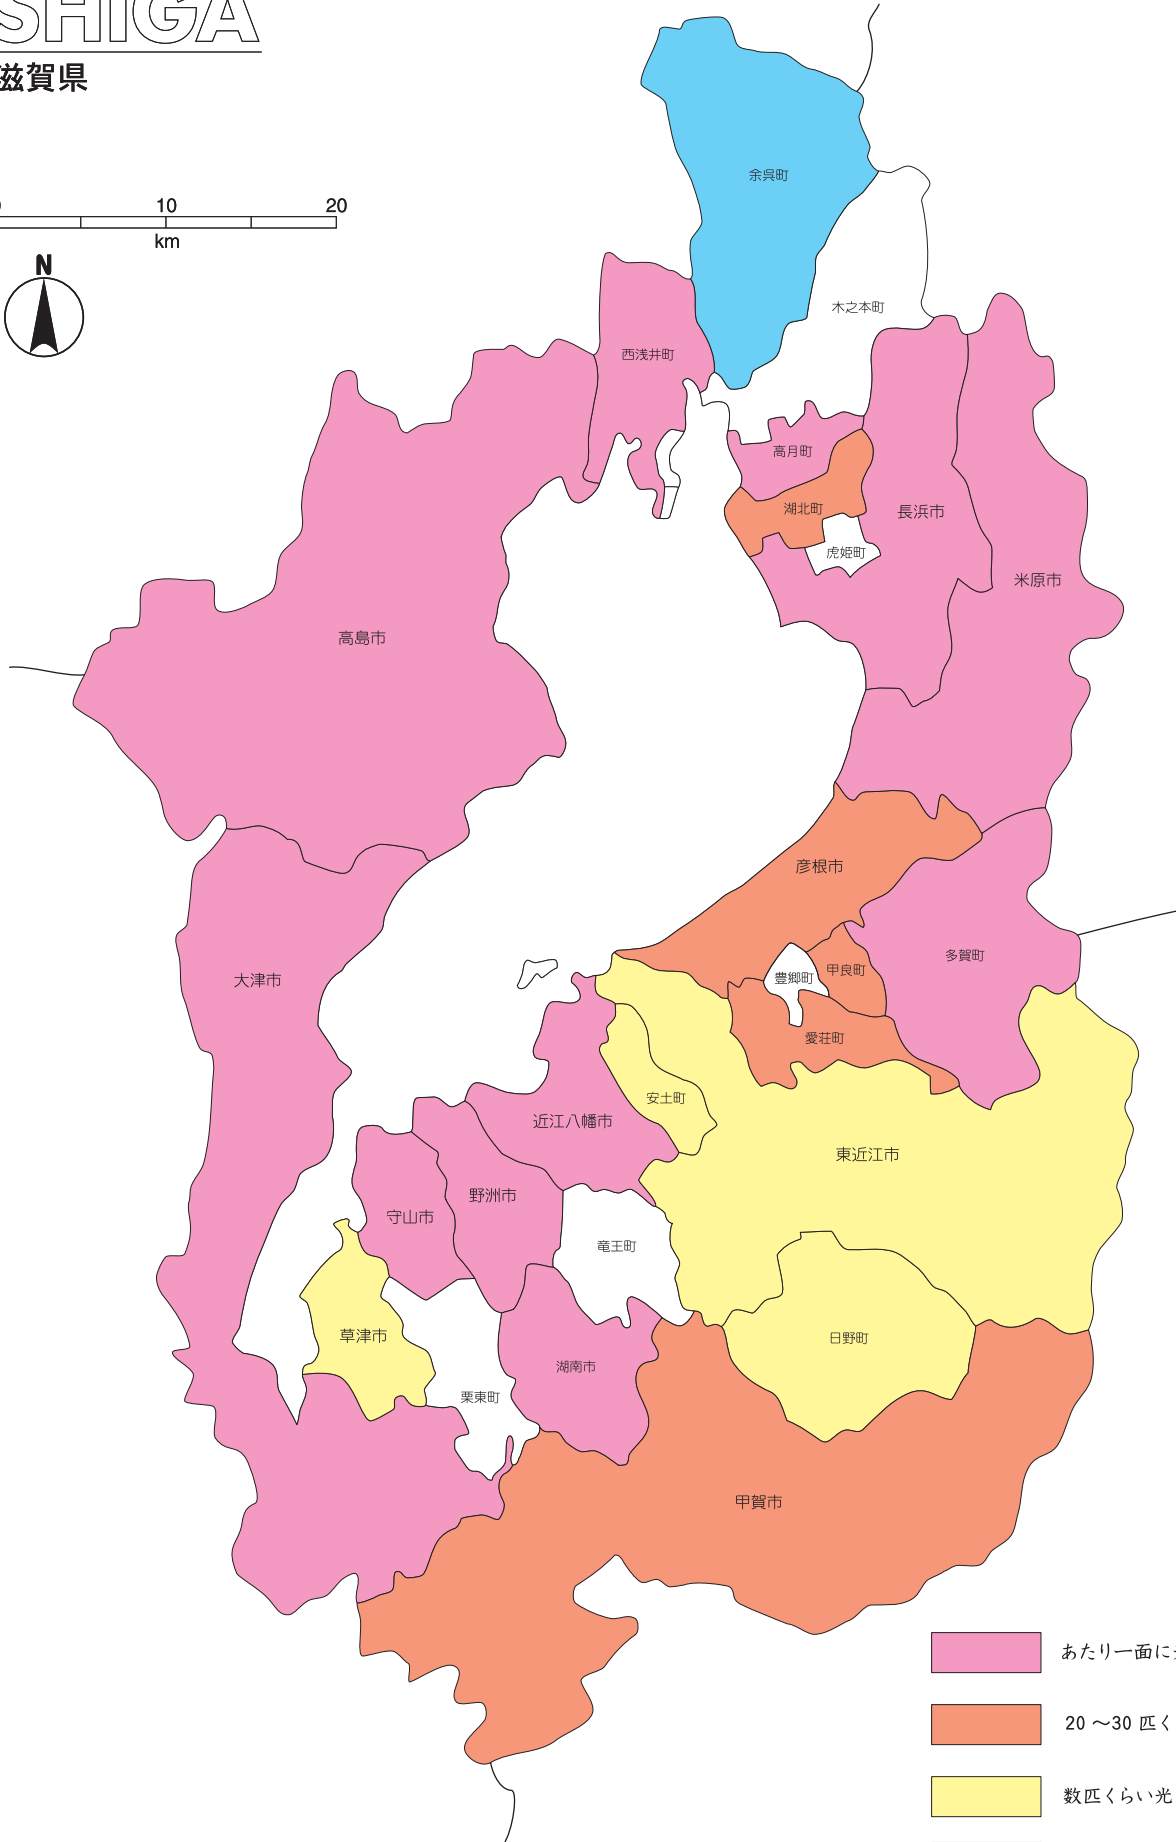 SHIGA
滋賀県
10 20
km
N
余呉町
木之本町
西浅井町
高月町
湖北町
長浜市
虎姫町
米原市
高島市
彦根市
多賀町
甲良町
豊郷町
大津市
愛荘町
安土町
近江八幡市
東近江市
野洲市
守山市
竜王町
草津市
日野町
湖南市
栗東町
甲賀市
あたり一面に
20 〜30 匹く
数匹くらい光